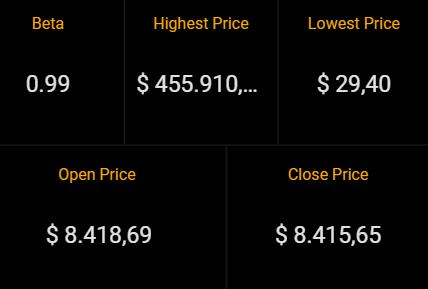 Beta Highest Price Lowest Price
0.99 $ 455.910,... $ 29,40
Open Price Close Price
$ 8.418,69 $ 8.415,65